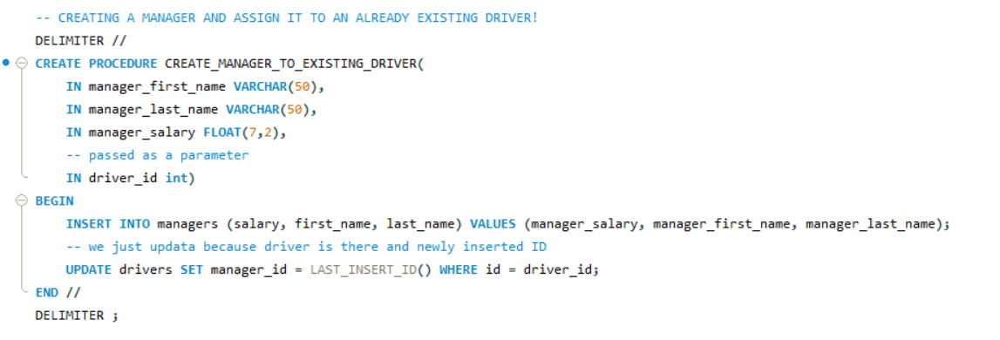 -- CREATING A MANAGER AND ASSIGN IT TO AN ALREADY EXISTING DRIVER!
DELIMITER //
CREATE PROCEDURE CREATE_MANAGER_TO_EXISTING_DRIVER(
IN manager_first_name VARCHAR(50),
IN manager_last_name VARCHAR(50),
IN manager_salary FLOAT(7,2),
-- passed as a parameter
IN driver_id int)
BEGIN
INSERT INTO managers (salary, first_name, last_name) VALUES (manager_salary, manager_first_name, manager_last_name);
-- we just updata because driver is there and newly inserted ID
UPDATE drivers SET manager_id = LAST_INSERT_ID() WHERE id = driver_id;
END //
DELIMITER ;